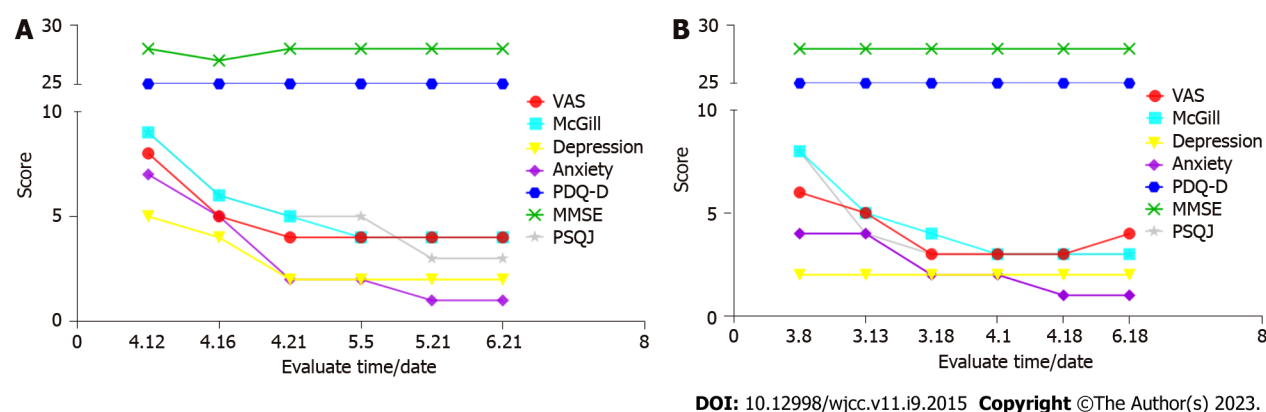 A
30
25
10
5
0
Score
0 4.12 4.16 4.21 5.5 5.21 6.21 8
Evaluate time/date
VAS
McGill
Depression
Anxiety
PDQ-D
MMSE
PSQJ
B
30
25
10
5
0
Score
0 3.8 3.13 3.18 4.1 4.18 6.18 8
Evaluate time/date
VAS
McGill
Depression
Anxiety
PDQ-D
MMSE
PSQJ
DOI: 10.12998/wjcc.v11.i9.2015 Copyright ©The Author(s) 2023.